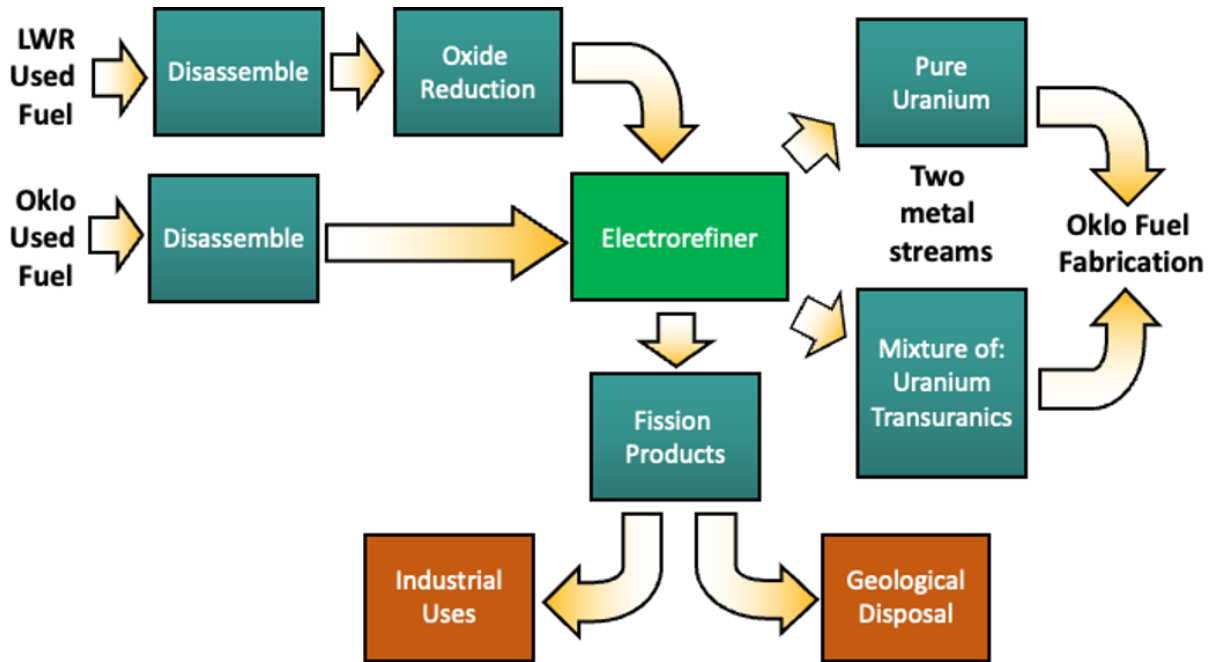 LWR
Used
Fuel
Disassemble
Oxide
Reduction
Pure
Uranium
Oklo
Used
Fuel
Disassemble
Electrorefiner
Two
metal
streams
Oklo Fuel
Fabrication
Mixture of:
Uranium
Transuranics
Fission
Products
Industrial
Uses
Geological
Disposal